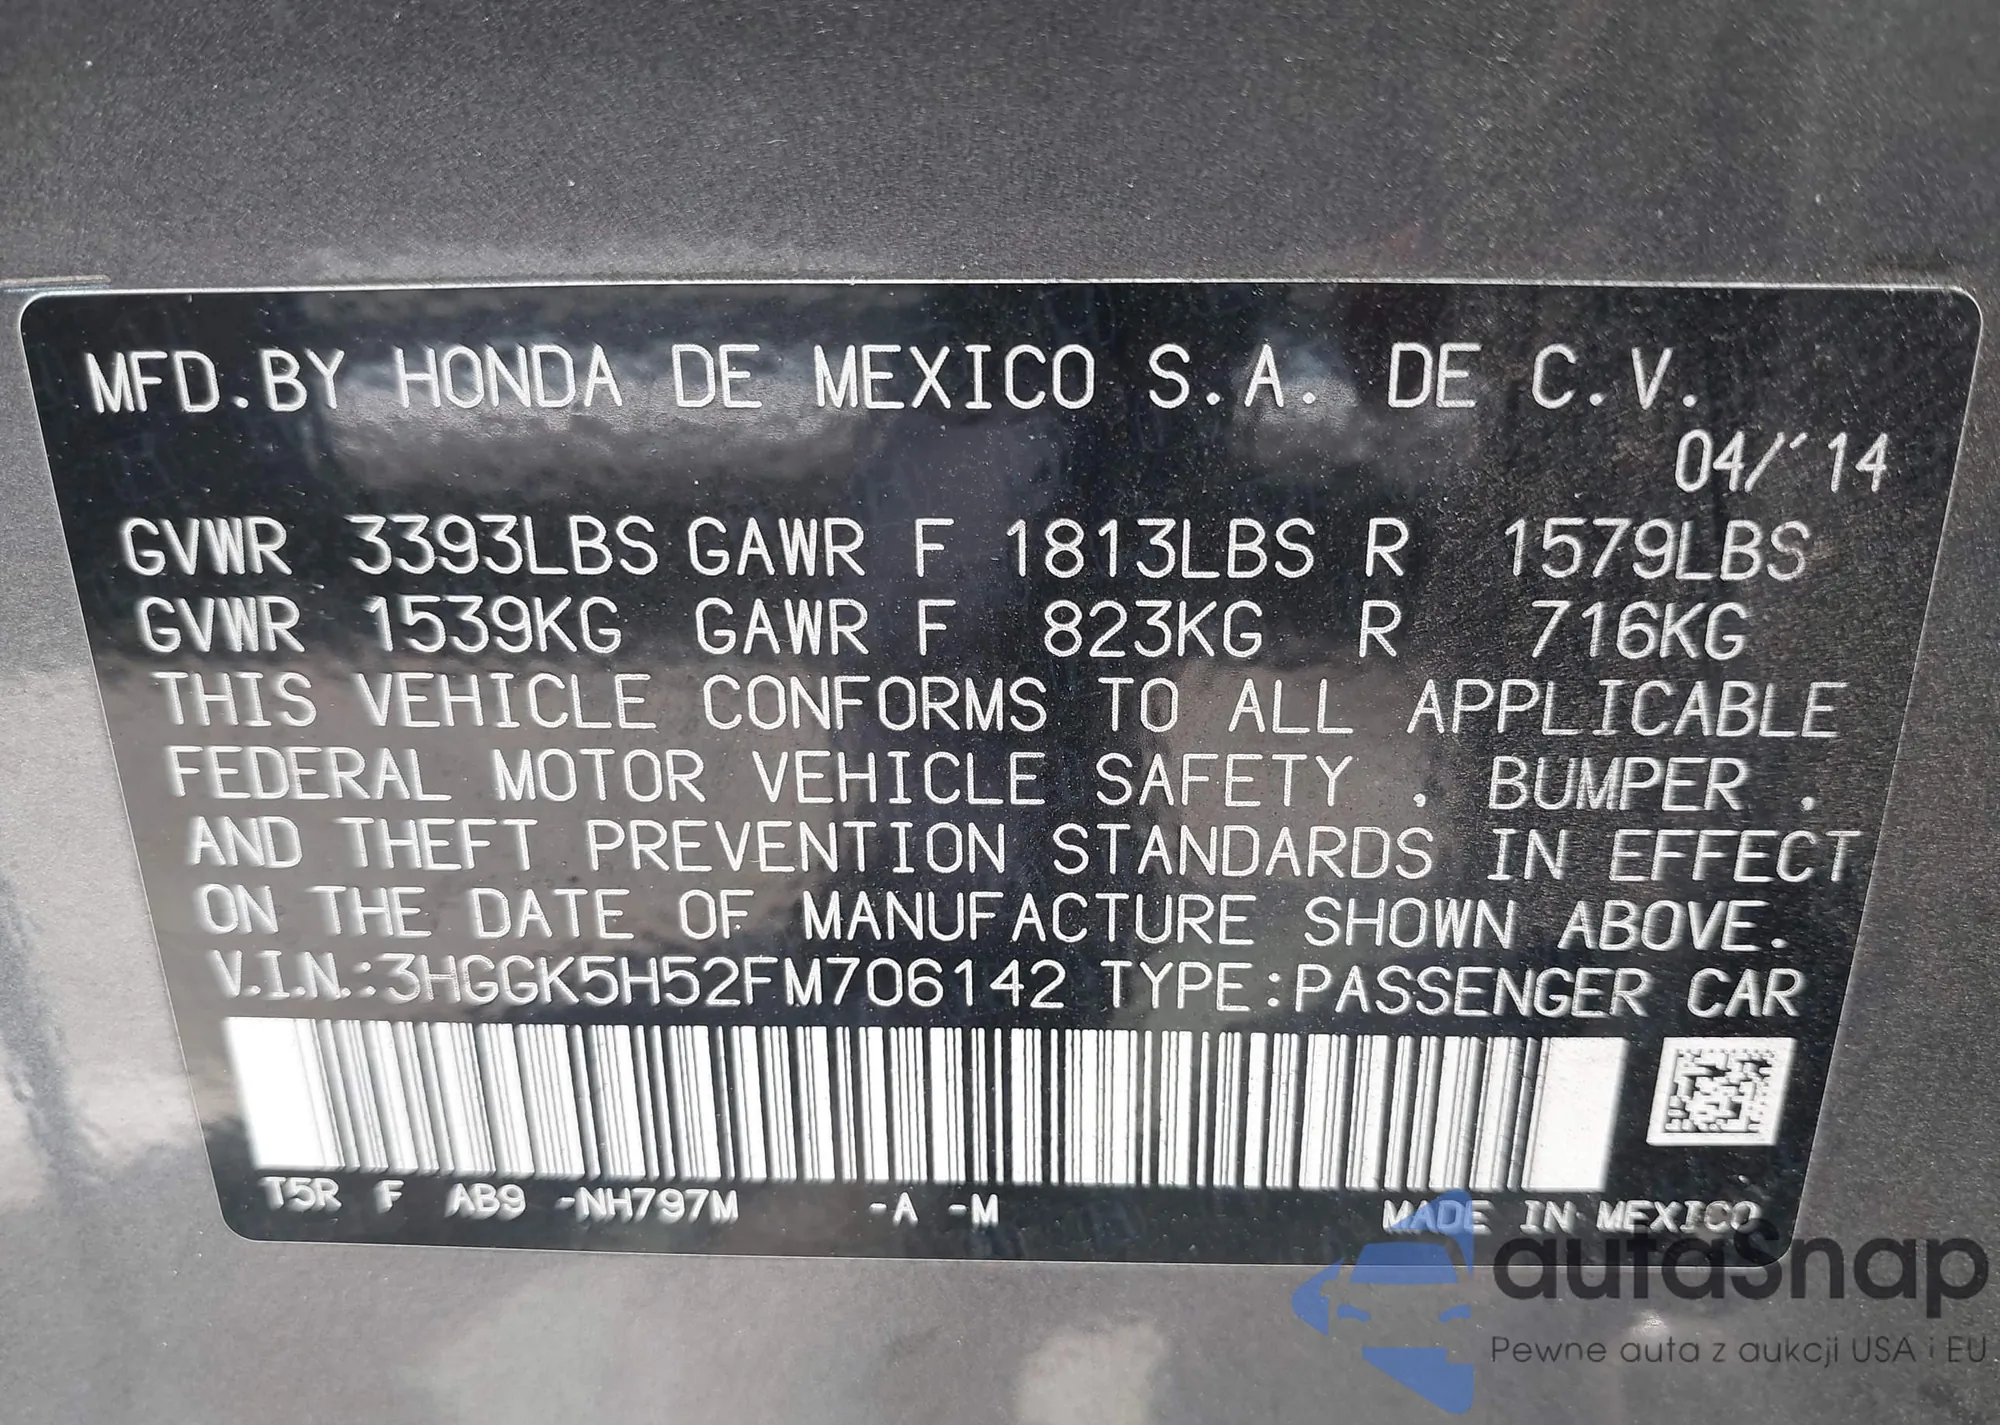 MFD.BY HONDA DE MEXICO S.A. DE C.V.
04/'14
GVWR 3393LBS GAWR F 1813LBS R 1579LBS
GVWR 1539KG GAWR F 823KG R 716KG
THIS VEHICLE CONFORMS TO ALL APPLICABLE
FEDERAL MOTOR VEHICLE SAFETY , BUMPER ,
AND THEFT PREVENTION STANDARDS IN EFFECT
ON THE DATE OF MANUFACTURE SHOWN ABOVE.
V.I.N.:3HGGK5H52FM706142 TYPE:PASSENGER CAR
T5R F AB9 -NH797M -A -M MADE IN MEXICO
autaSnap
Pewne auta z aukcji USA i EU